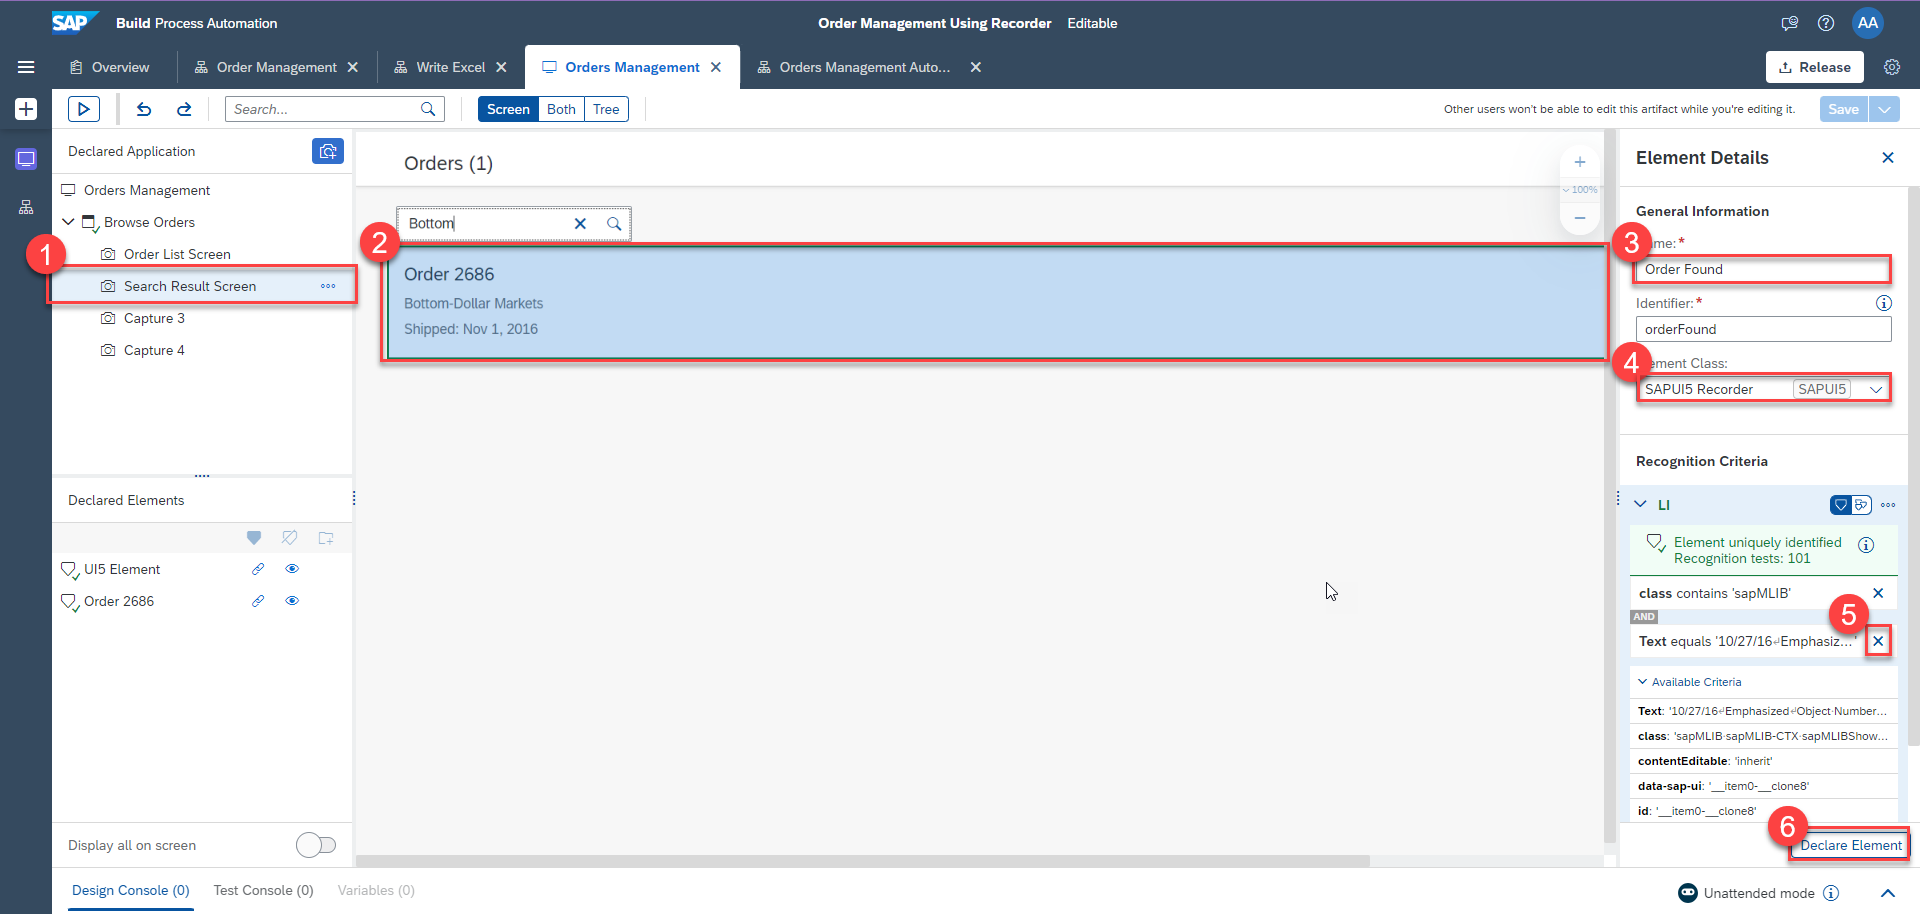 SAP Build Process Automation
Order Management Using Recorder Editable
AA
Overview
Order Management
Write Excel
Orders Management
Orders Management Auto...
Release
Search...
Screen Both Tree
Other users won't be able to edit this artifact while you're editing it.
Save
Declared Application
Orders Management
Browse Orders
Order List Screen
1
Search Result Screen
Capture 3
Capture 4
Declared Elements
UI5 Element
Order 2686
Display all on screen
Orders (1)
100%
Bottom
2
Order 2686
Bottom-Dollar Markets
Shipped: Nov 1, 2016
Element Details
General Information
3
ame: *
Order Found
Identifier: *
orderFound
4
ement Class:
SAPUI5 Recorder SAPUI5
Recognition Criteria
LI
Element uniquely identified
Recognition tests: 101
class contains 'sapMLIB'
AND
5
Text equals '10/27/16↵Emphasiz... '
Available Criteria
Text: '10/27/16↵Emphasized↵Object·Number...
class: 'sapMLIB·sapMLIB-CTX·sapMLIBShow...
contentEditable: 'inherit'
data-sap-ui: '__item0-__clone8'
id: '__item0-__clone8'
6
Declare Element
Design Console (0) Test Console (0) Variables (0)
Unattended mode